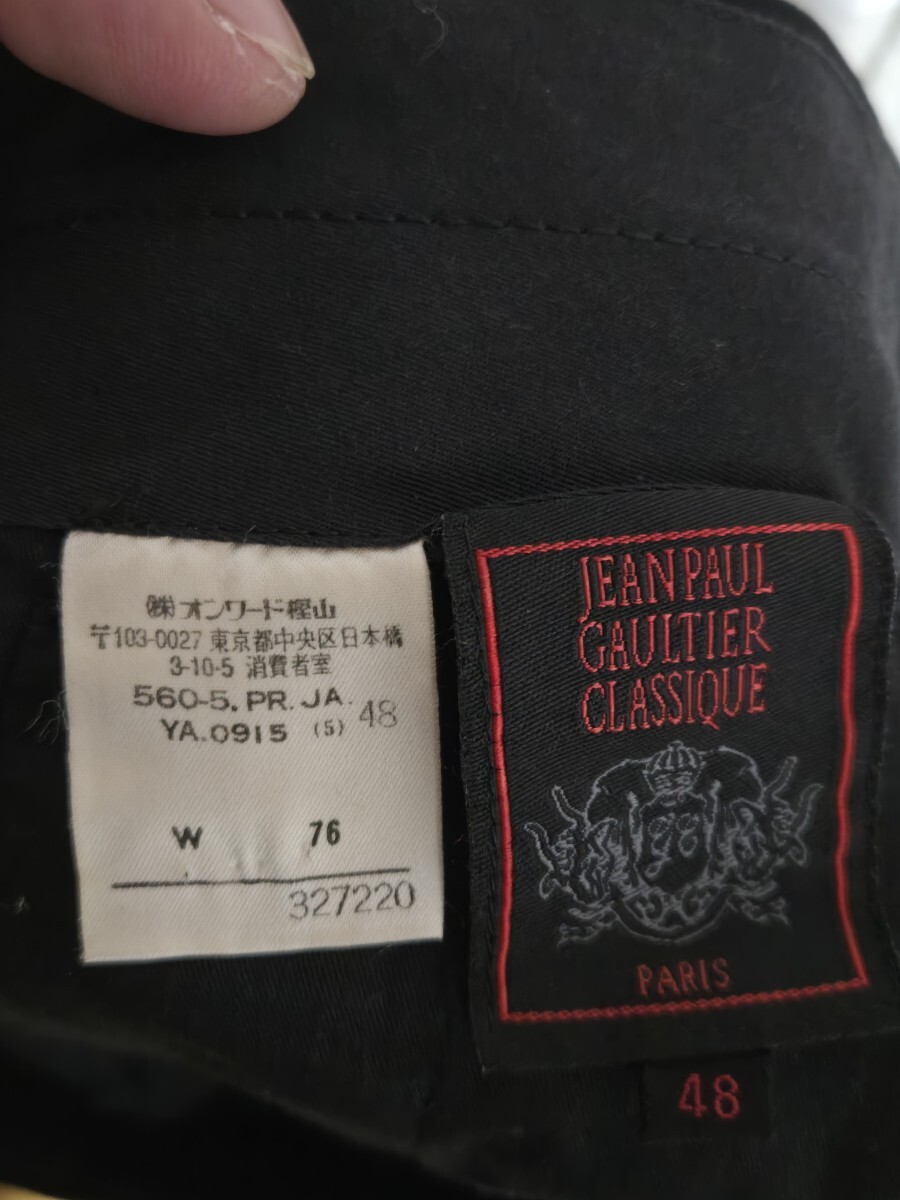 ㈱オンワード樫山
〒103-0027 東京都中央区日本橋
3-10-5 消費者室
560-5. PR. JA. 48
YA.0915 (5)
W 76
327220
JEAN PAUL
GAULTIER
CLASSIQUE
PARIS
48